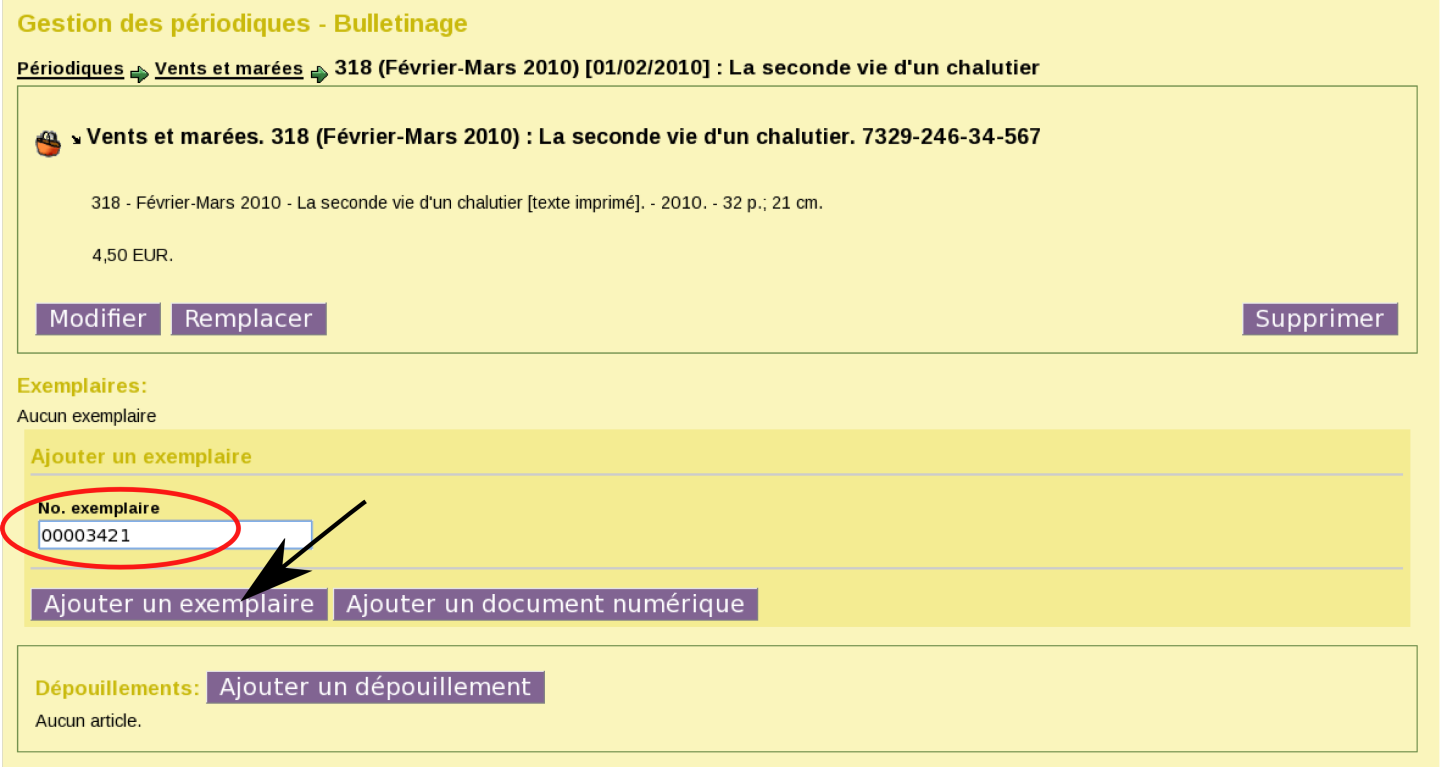 Gestion des périodiques - Bulletinage
Périodiques Vents et marées 318 (Février-Mars 2010) [01/02/2010] : La seconde vie d'un chalutier
Vents et marées. 318 (Février-Mars 2010) : La seconde vie d'un chalutier. 7329-246-34-567
318 - Février-Mars 2010 - La seconde vie d'un chalutier [texte imprimé]. - 2010. - 32 p.; 21 cm.
4,50 EUR.
Modifier Remplacer Supprimer
Exemplaires:
Aucun exemplaire
Ajouter un exemplaire
No. exemplaire
00003421
Ajouter un exemplaire Ajouter un document numérique
Dépouillements: Ajouter un dépouillement
Aucun article.